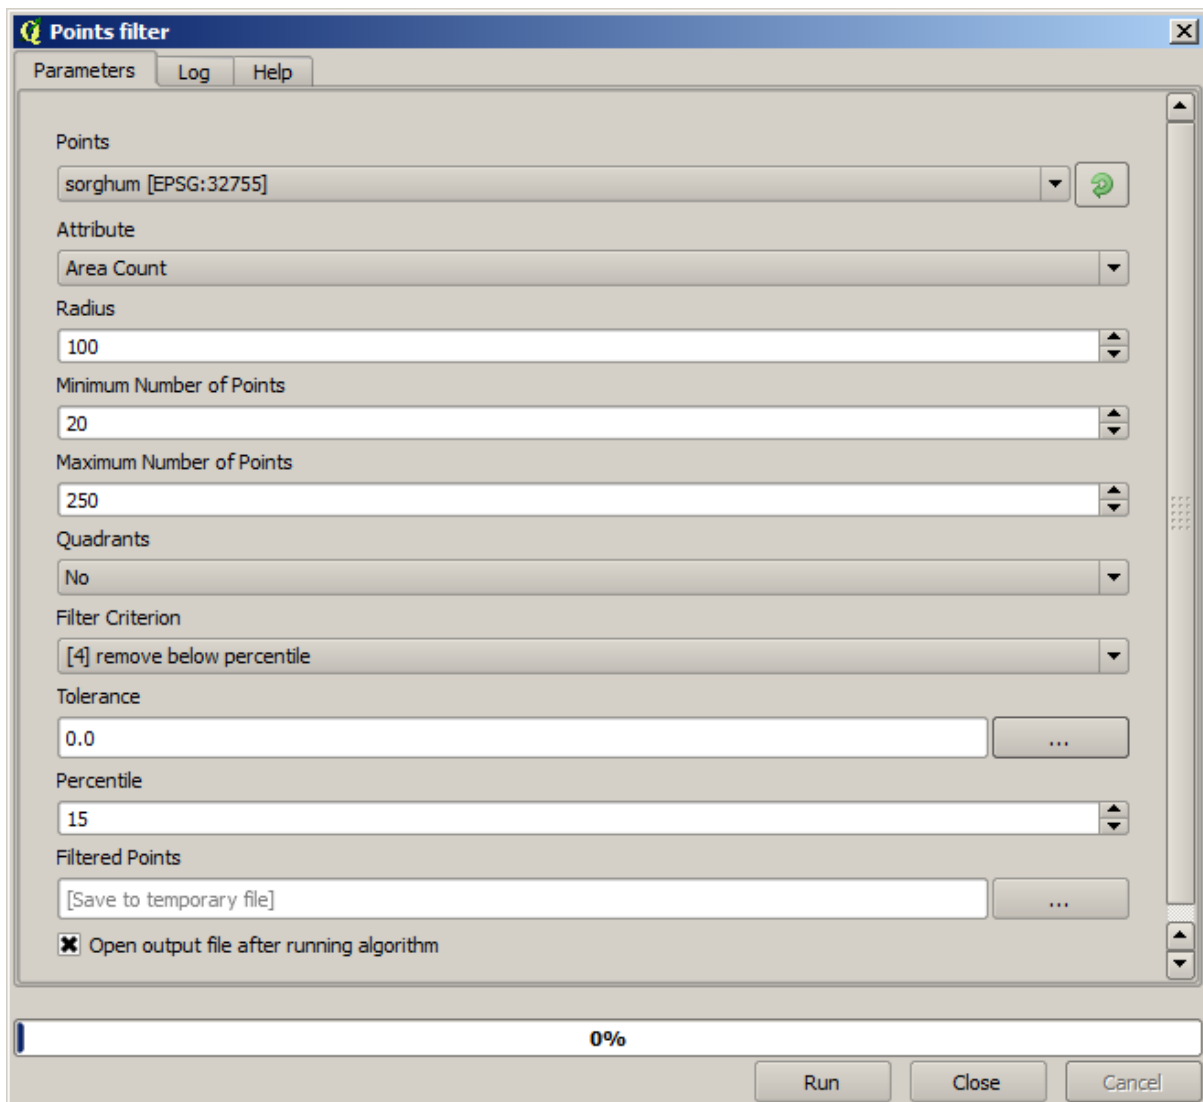 Points filter
Parameters Log Help
Points
sorghum [EPSG:32755]
Attribute
Area Count
Radius
100
Minimum Number of Points
20
Maximum Number of Points
250
Quadrants
No
Filter Criterion
[4] remove below percentile
Tolerance
0.0 ...
Percentile
15
Filtered Points
[Save to temporary file] ...
Open output file after running algorithm
0%
Run Close Cancel